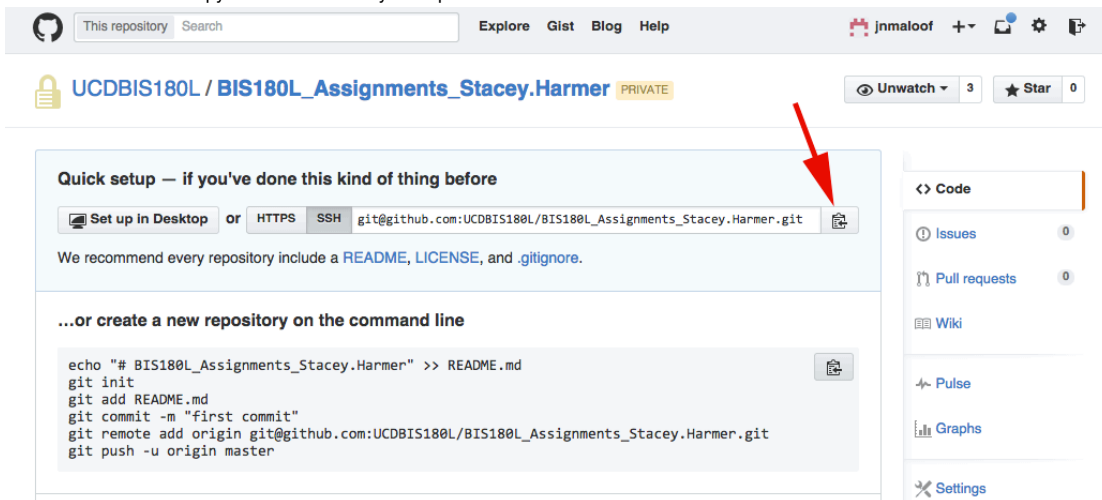 This repository Search Explore Gist Blog Help jnmaloof
UCDBIS180L / BIS180L_Assignments_Stacey.Harmer PRIVATE Unwatch 3 Star 0
Quick setup — if you've done this kind of thing before
Set up in Desktop or HTTPS SSH git@github.com:UCDBIS180L/BIS180L_Assignments_Stacey.Harmer.git
We recommend every repository include a README, LICENSE, and .gitignore.
…or create a new repository on the command line
echo "# BIS180L_Assignments_Stacey.Harmer" >> README.md
git init
git add README.md
git commit -m "first commit"
git remote add origin git@github.com:UCDBIS180L/BIS180L_Assignments_Stacey.Harmer.git
git push -u origin master
<> Code
Issues 0
Pull requests 0
Wiki
Pulse
Graphs
Settings